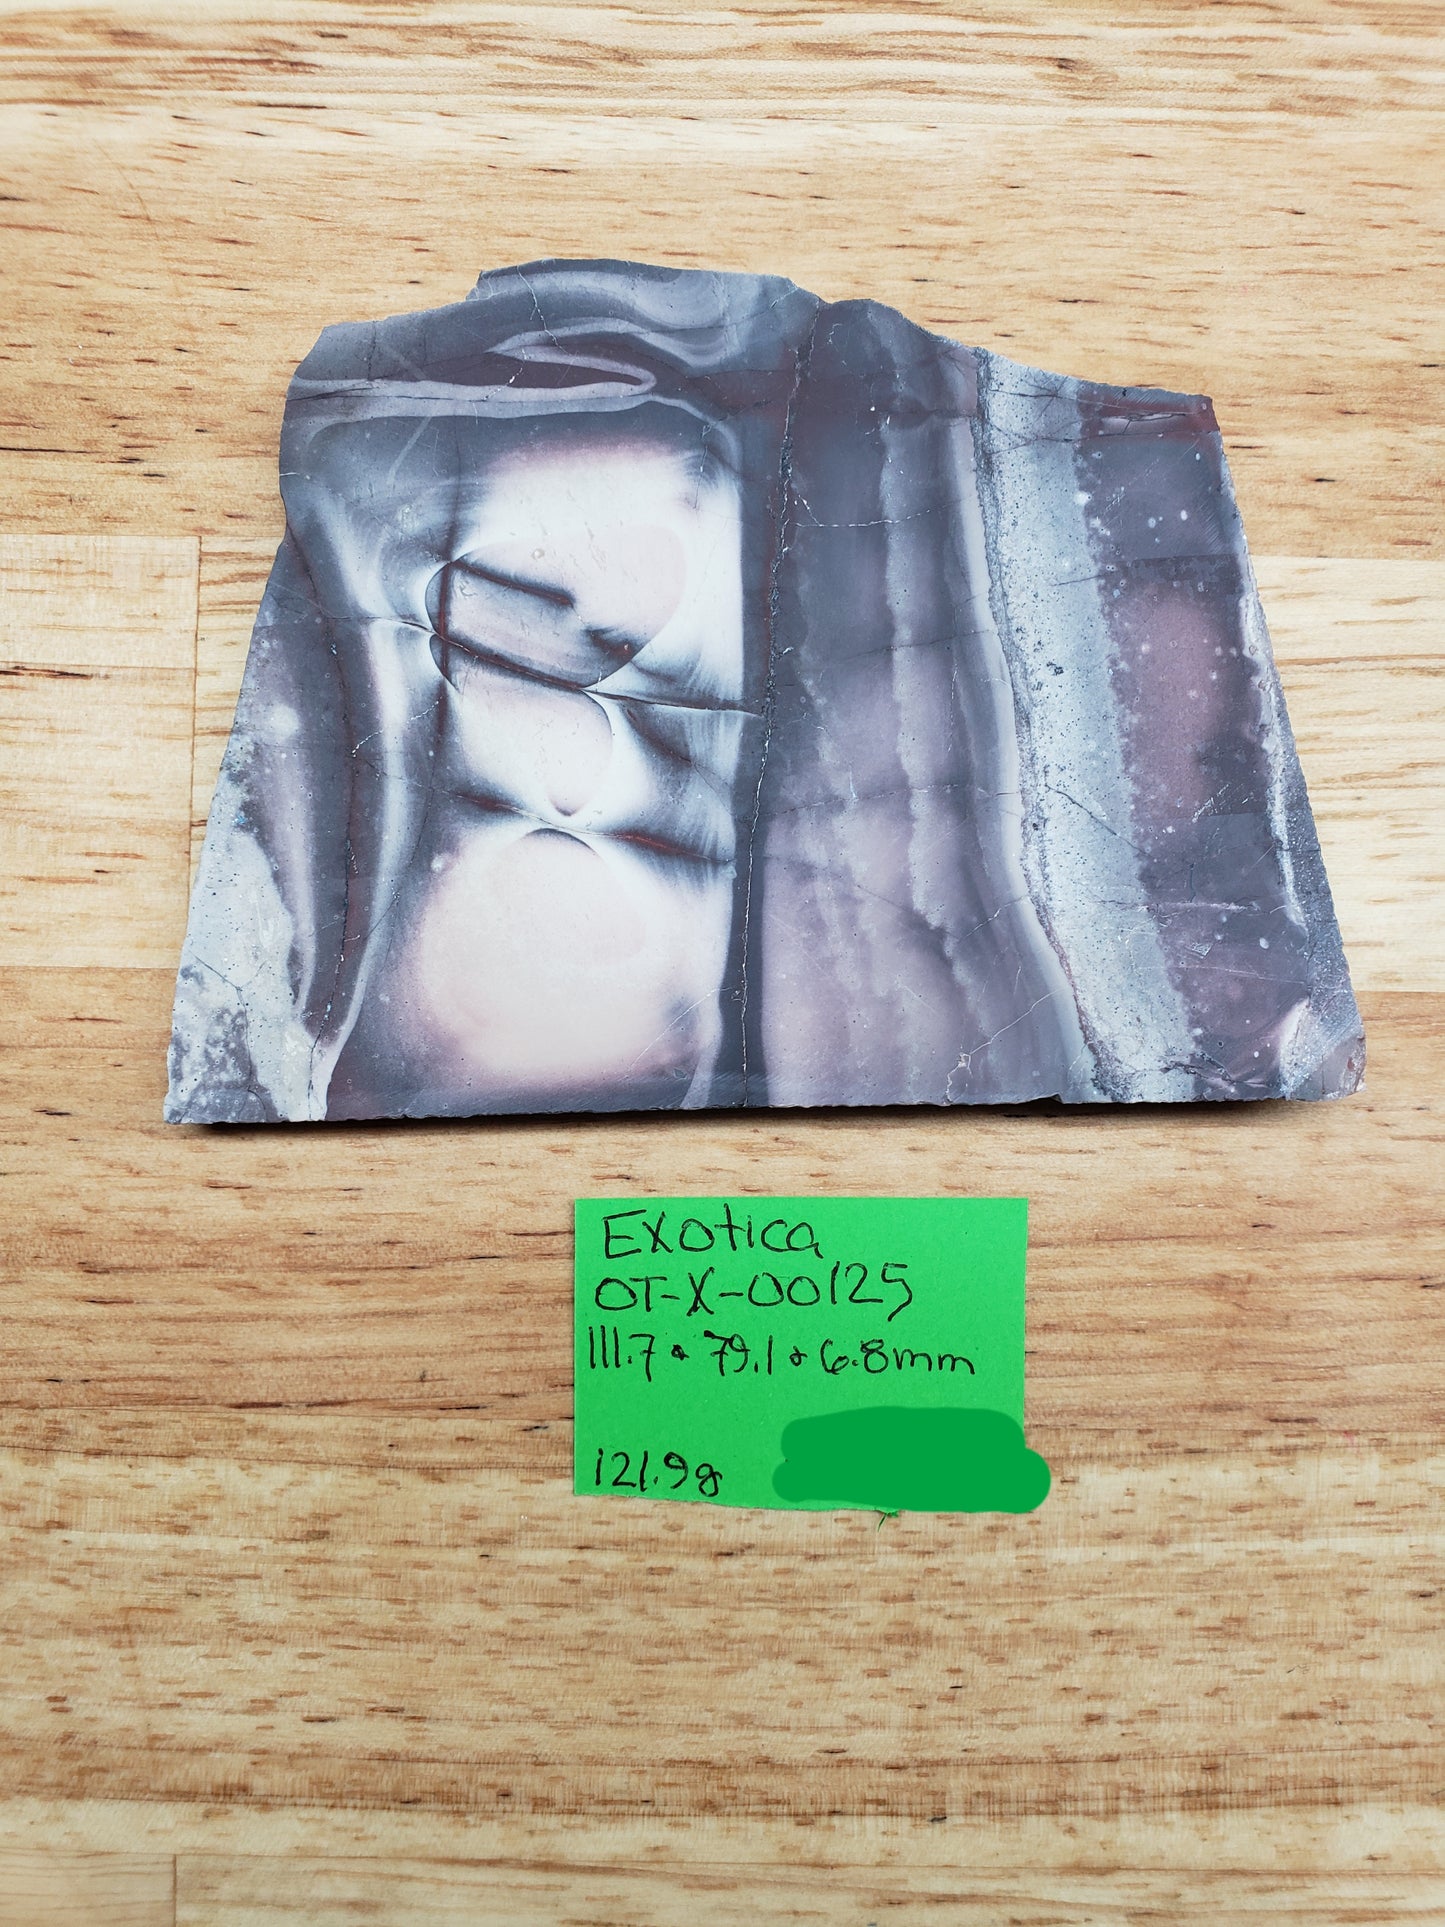 Exotica
OT-X-00125
111.7 * 79.1 * 6.8mm
121.9g